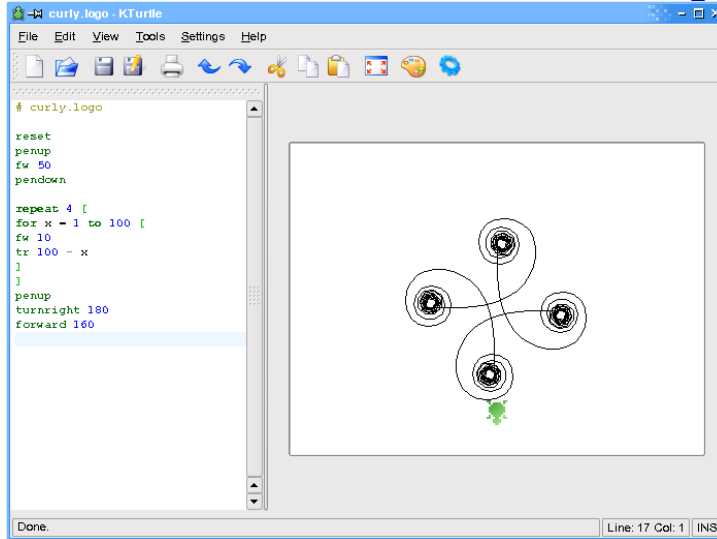 curly.logo - KTurtle
File Edit View Tools Settings Help
# curly.logo
reset
penup
fw 50
pendown
repeat 4 [
for x = 1 to 100 [
fw 10
tr 100 - x
]
]
penup
turnright 180
forward 160
Done.
Line: 17 Col: 1
INS